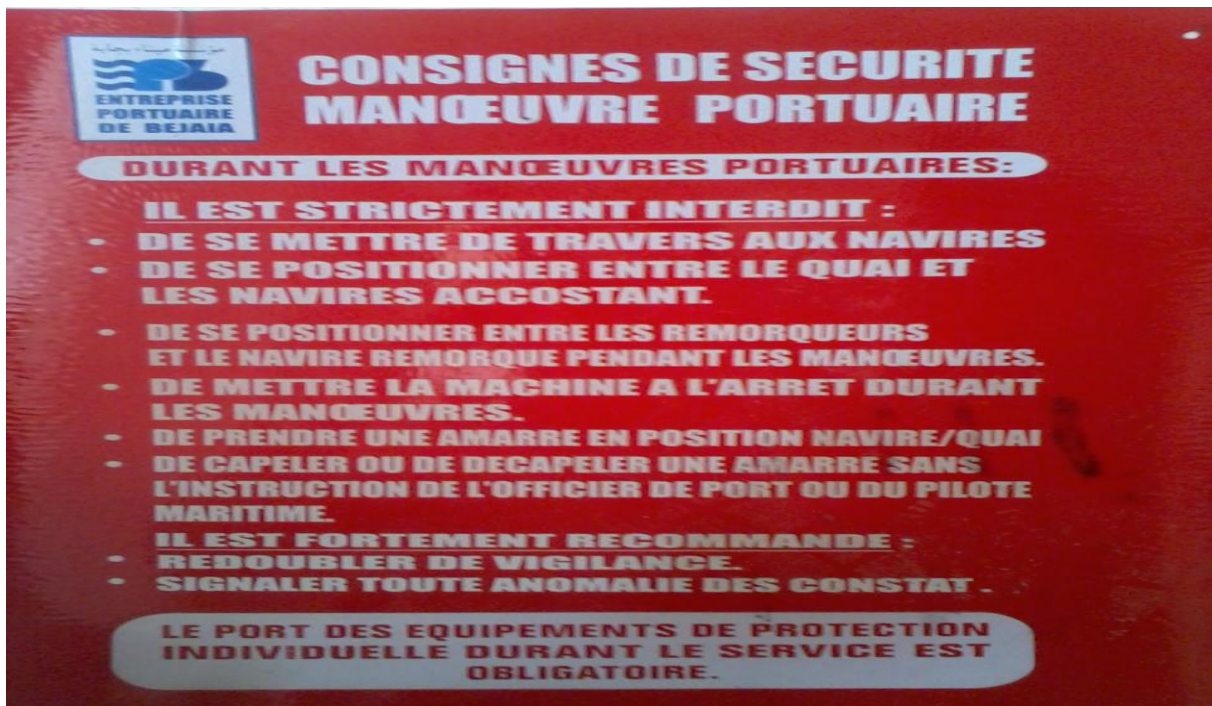 ENTREPRISE
PORTUAIRE
DE BEJAIA
CONSIGNES DE SECURITE
MANŒUVRE PORTUAIRE
DURANT LES MANŒUVRES PORTUAIRES:
IL EST STRICTEMENT INTERDIT :
• DE SE METTRE DE TRAVERS AUX NAVIRES
• DE SE POSITIONNER ENTRE LE QUAI ET
LES NAVIRES ACCOSTANT.
• DE SE POSITIONNER ENTRE LES REMORQUEURS
ET LE NAVIRE REMORQUE PENDANT LES MANŒUVRES.
• DE METTRE LA MACHINE A L'ARRET DURANT
LES MANŒUVRES.
• DE PRENDRE UNE AMARRE EN POSITION NAVIRE/QUAI
• DE CAPELER OU DE DECAPELER UNE AMARRE SANS
L'INSTRUCTION DE L'OFFICIER DE PORT OU DU PILOTE
MARITIME.
IL EST FORTEMENT RECOMMANDE :
• REDOUBLER DE VIGILANCE.
• SIGNALER TOUTE ANOMALIE DES CONSTAT .
LE PORT DES EQUIPEMENTS DE PROTECTION
INDIVIDUELLE DURANT LE SERVICE EST
OBLIGATOIRE.